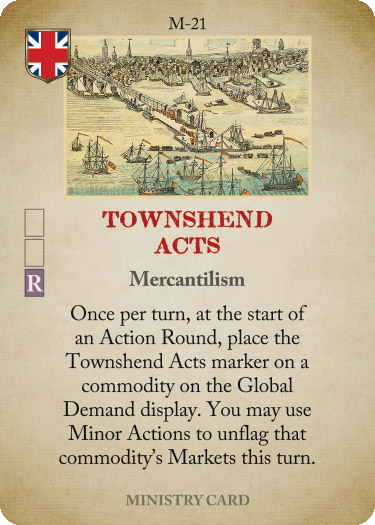 M-21
TOWNSHEND
ACTS
R
Mercantilism
Once per turn, at the start of
an Action Round, place the
Townshend Acts marker on a
commodity on the Global
Demand display. You may use
Minor Actions to unflag that
commodity’s Markets this turn.
MINISTRY CARD